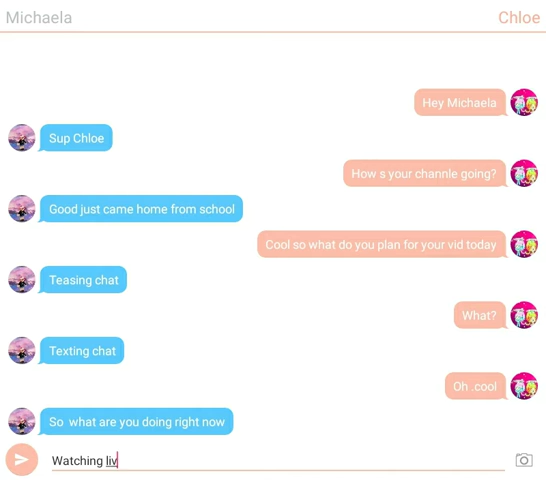 Michaela
Chloe
Hey Michaela
Sup Chloe
How s your channle going?
Good just came home from school
Cool so what do you plan for your vid today
Teasing chat
What?
Texting chat
Oh .cool
So  what are you doing right now
Watching liv